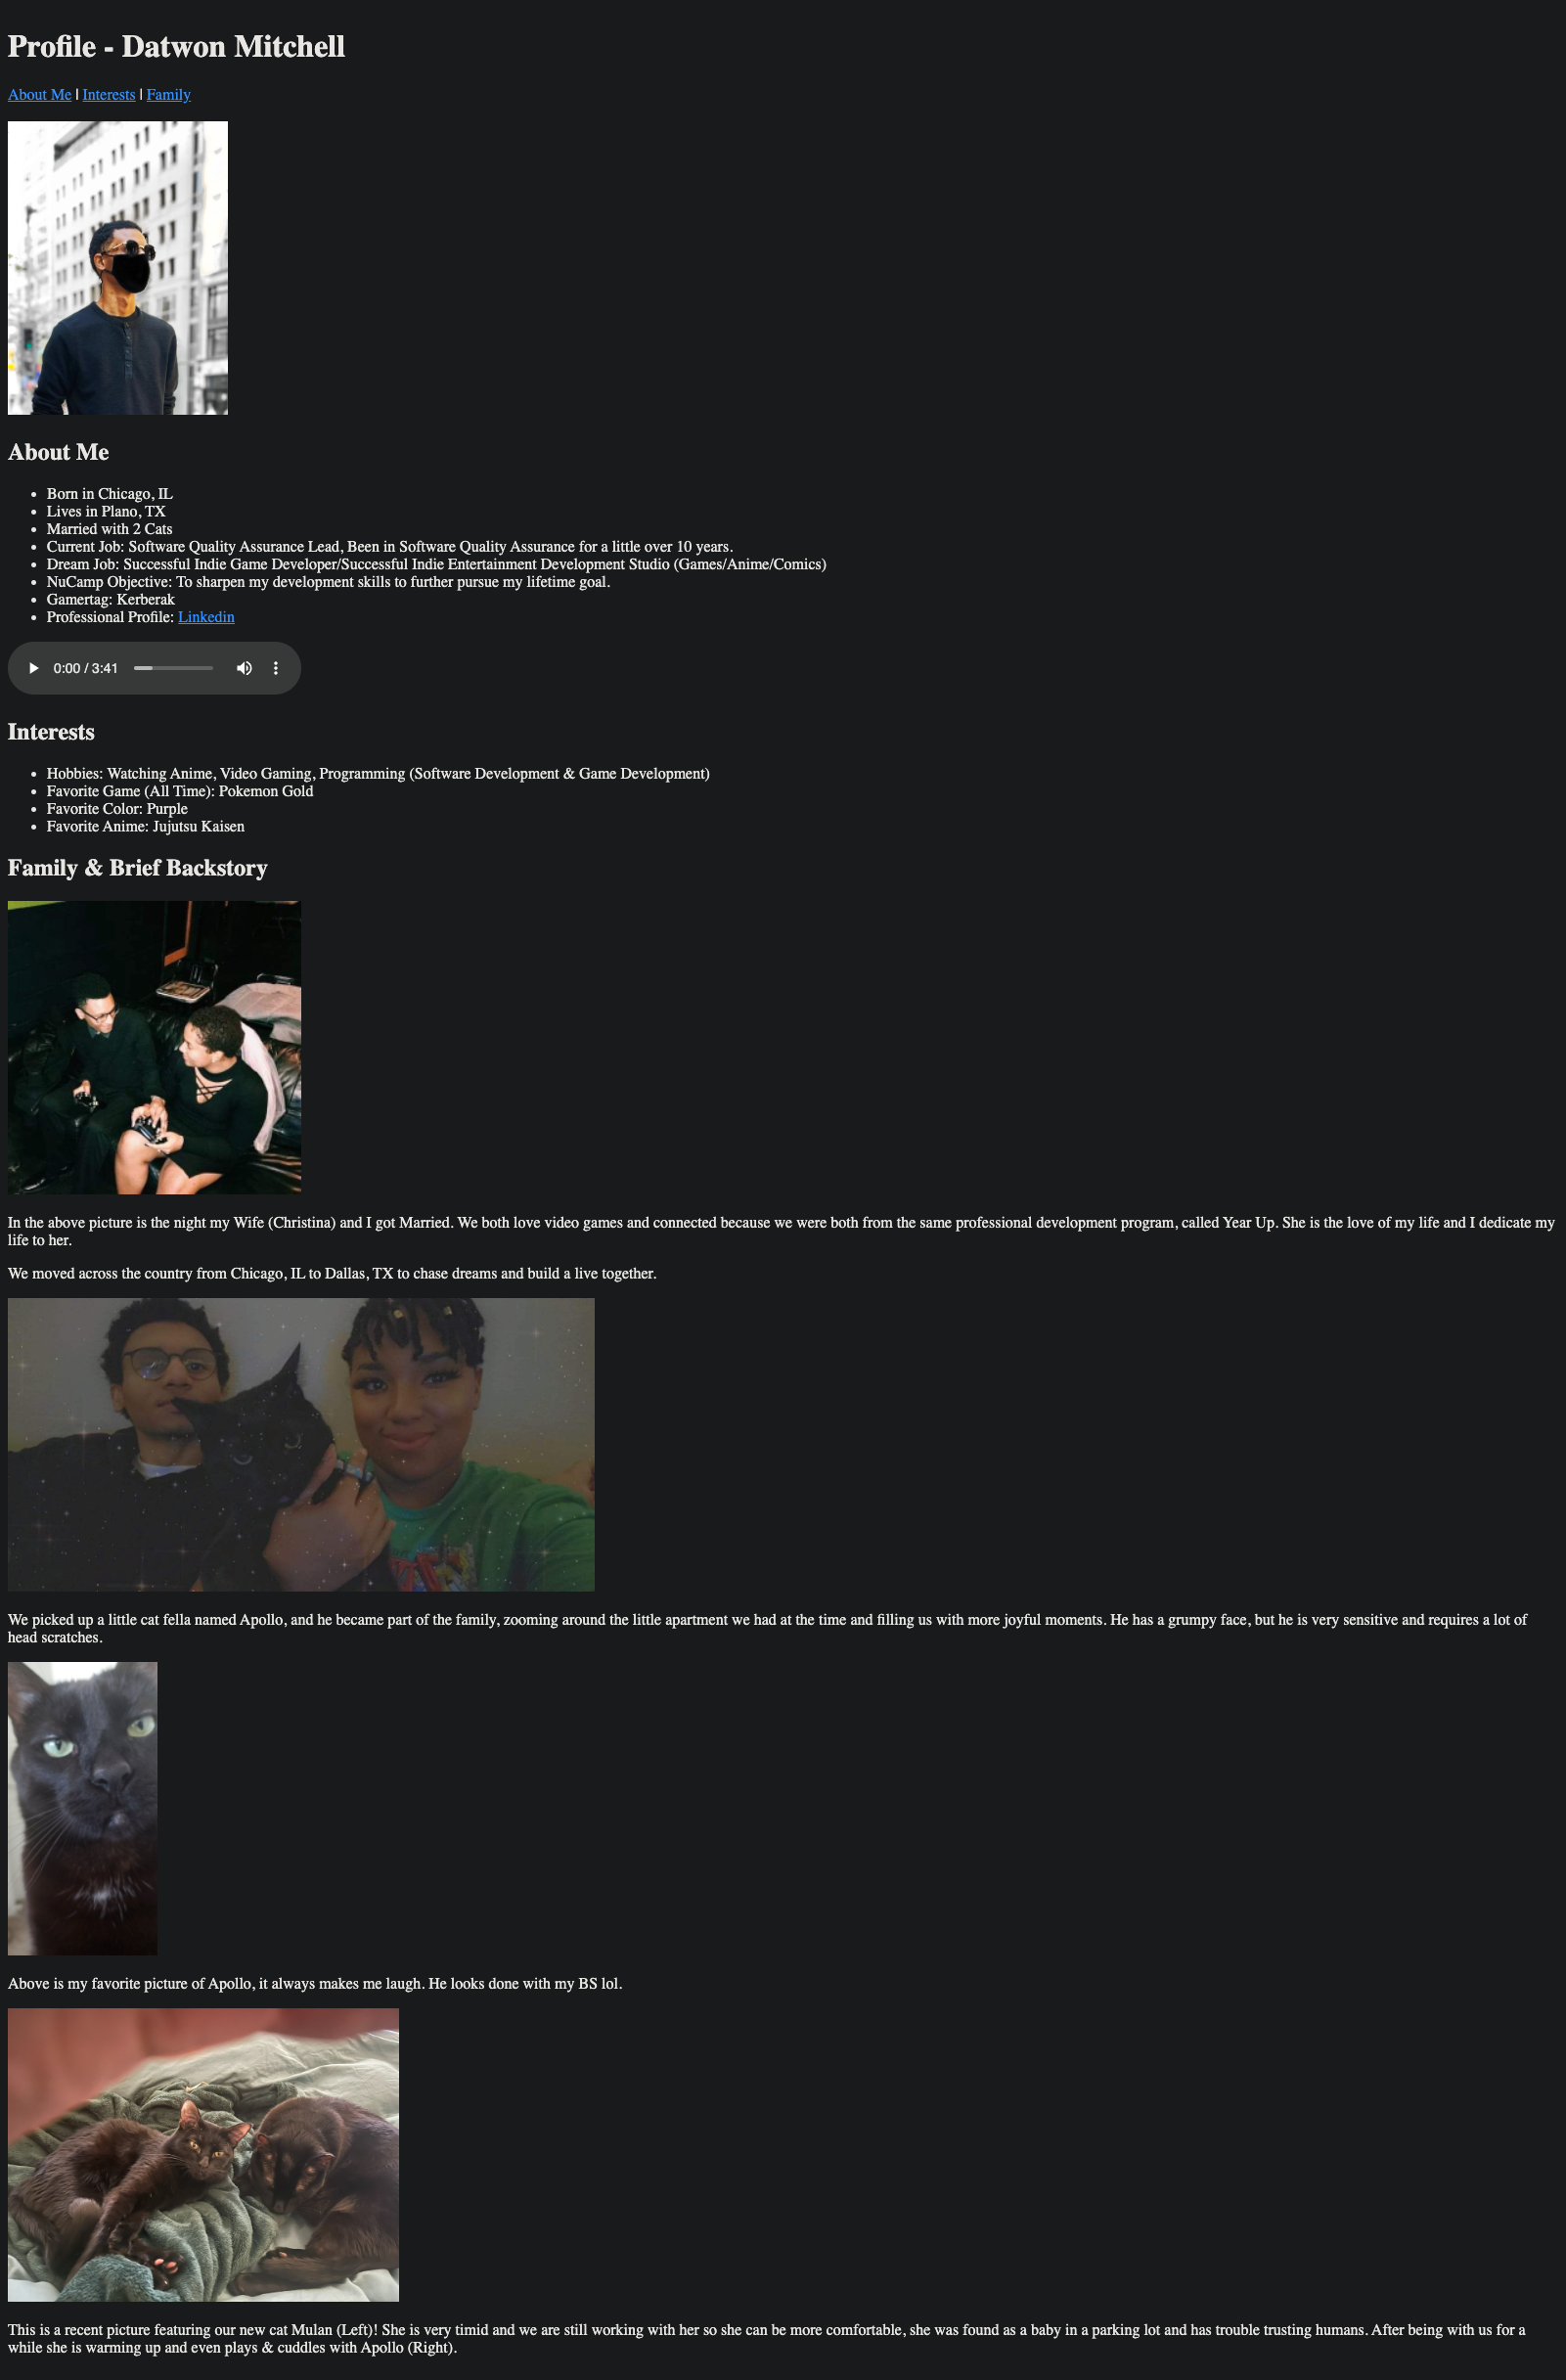 Profile - Datwon Mitchell
About Me | Interests | Family
About Me
• Born in Chicago, IL
• Lives in Plano, TX
• Married with 2 Cats
• Current Job: Software Quality Assurance Lead, Been in Software Quality Assurance for a little over 10 years.
• Dream Job: Successful Indie Game Developer/Successful Indie Entertainment Development Studio (Games/Anime/Comics)
• NuCamp Objective: To sharpen my development skills to further pursue my lifetime goal.
• Gamertag: Kerberak
• Professional Profile: Linkedin
0:00 / 3:41
Interests
• Hobbies: Watching Anime, Video Gaming, Programming (Software Development & Game Development)
• Favorite Game (All Time): Pokemon Gold
• Favorite Color: Purple
• Favorite Anime: Jujutsu Kaisen
Family & Brief Backstory
In the above picture is the night my Wife (Christina) and I got Married. We both love video games and connected because we were both from the same professional development program, called Year Up. She is the love of my life and I dedicate my
life to her.
We moved across the country from Chicago, IL to Dallas, TX to chase dreams and build a live together.
We picked up a little cat fella named Apollo, and he became part of the family, zooming around the little apartment we had at the time and filling us with more joyful moments. He has a grumpy face, but he is very sensitive and requires a lot of
head scratches.
Above is my favorite picture of Apollo, it always makes me laugh. He looks done with my BS lol.
This is a recent picture featuring our new cat Mulan (Left)! She is very timid and we are still working with her so she can be more comfortable, she was found as a baby in a parking lot and has trouble trusting humans. After being with us for a
while she is warming up and even plays & cuddles with Apollo (Right).